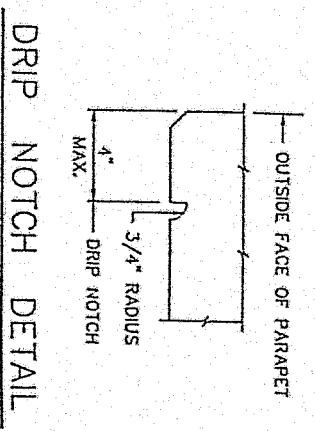 OUTSIDE FACE OF PARAPET
3/4" RADIUS
DRIP NOTCH
4"
MAX.
DRIP NOTCH DETAIL